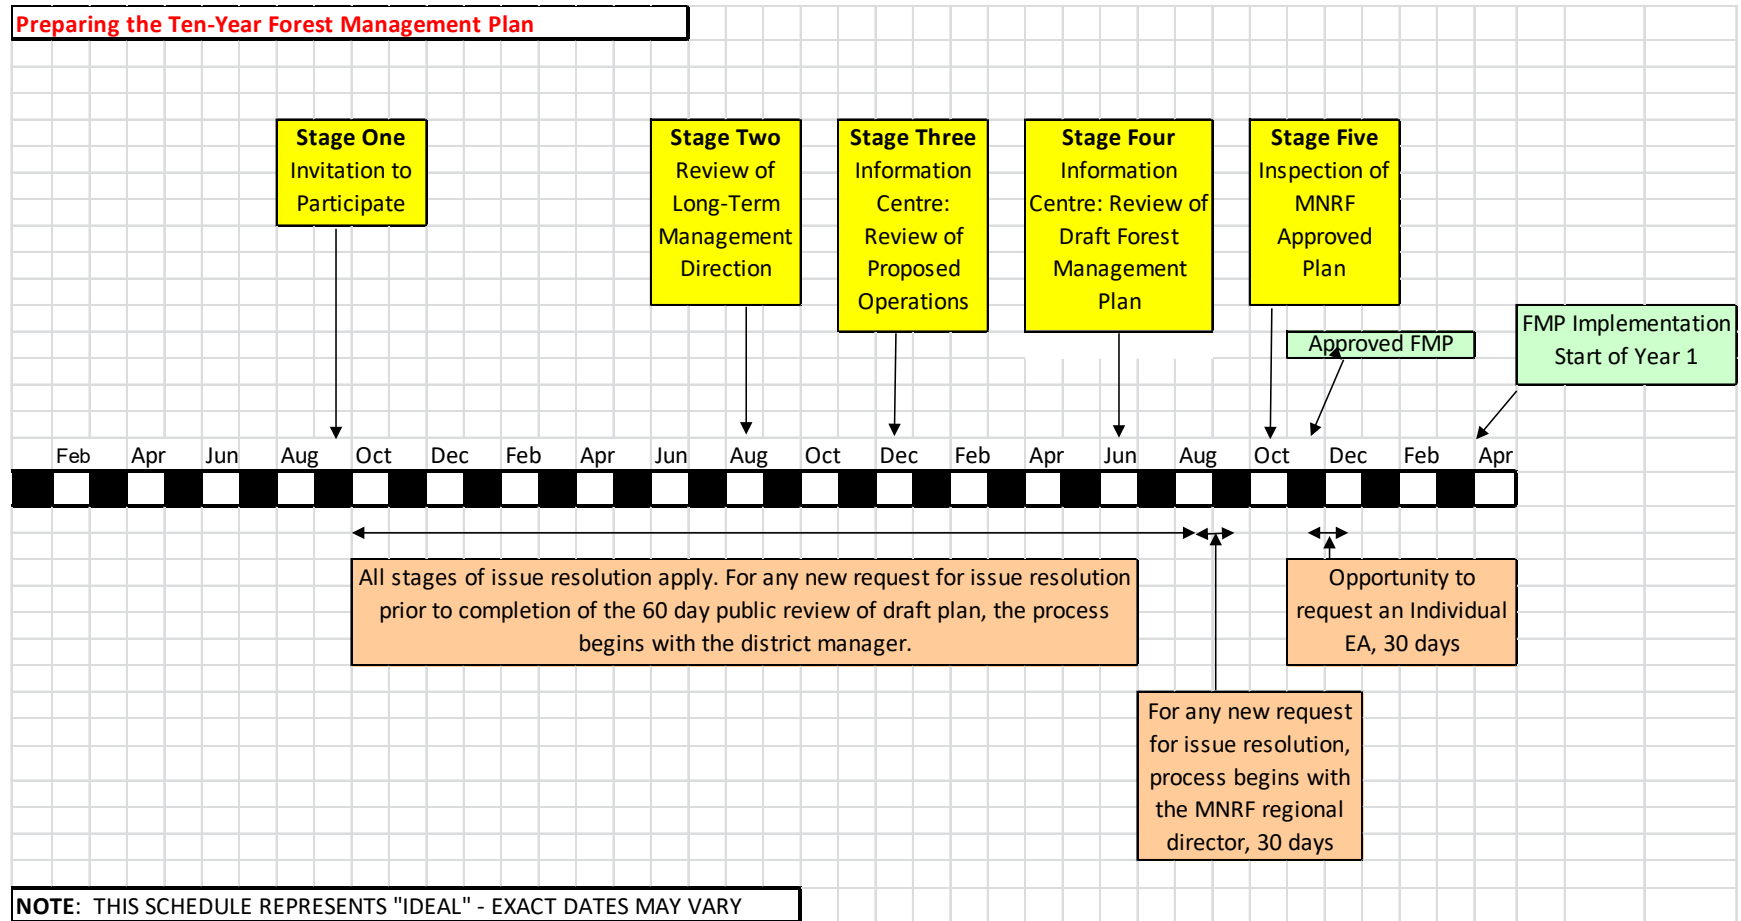 Preparing the Ten-Year Forest Management Plan
Stage One
Invitation to
Participate
Stage Two
Review of
Long-Term
Management
Direction
Stage Three
Information
Centre:
Review of
Proposed
Operations
Stage Four
Information
Centre: Review of
Draft Forest
Management
Plan
Stage Five
Inspection of
MNRF
Approved
Plan
Approved FMP
FMP Implementation
Start of Year 1
Feb Apr Jun Aug Oct Dec Feb Apr Jun Aug Oct Dec Feb Apr Jun Aug Oct Dec Feb Apr
All stages of issue resolution apply. For any new request for issue resolution
prior to completion of the 60 day public review of draft plan, the process
begins with the district manager.
Opportunity to
request an Individual
EA, 30 days
For any new request
for issue resolution,
process begins with
the MNRF regional
director, 30 days
NOTE: THIS SCHEDULE REPRESENTS "IDEAL" - EXACT DATES MAY VARY